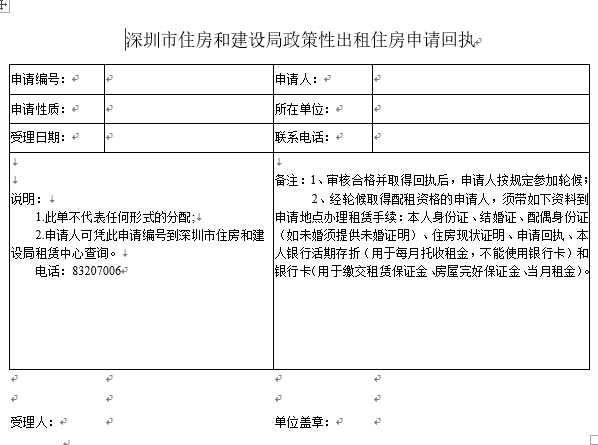 深圳市住房和建设局政策性出租住房申请回执
申请编号：
申请人：
申请性质：
所在单位：
受理日期：
联系电话：
说明：
1.此单不代表任何形式的分配;
2.申请人可凭此申请编号到深圳市住房和建
设局租赁中心查询。
电话：83207006
备注：1、审核合格并取得回执后，申请人按规定参加轮候；
2、经轮候取得配租资格的申请人，须带如下资料到
申请地点办理租赁手续：本人身份证、结婚证、配偶身份证
（如未婚须提供未婚证明）、住房现状证明、申请回执、本
人银行活期存折（用于每月托收租金，不能使用银行卡）和
银行卡（用于缴交租赁保证金、房屋完好保证金、当月租金）。
受理人：
单位盖章：